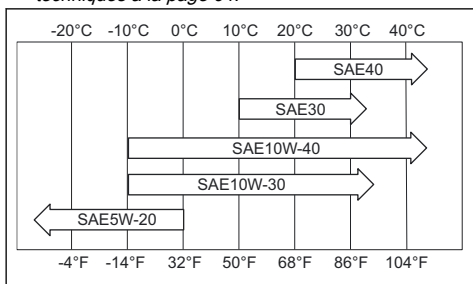 techniques à la page
-20°C -10°C 0°C 10°C 20°C 30°C 40°C
SAE40
SAE30
SAE10W-40
SAE10W-30
SAE5W-20
-4°F -14°F 32°F 50°F 68°F 86°F 104°F